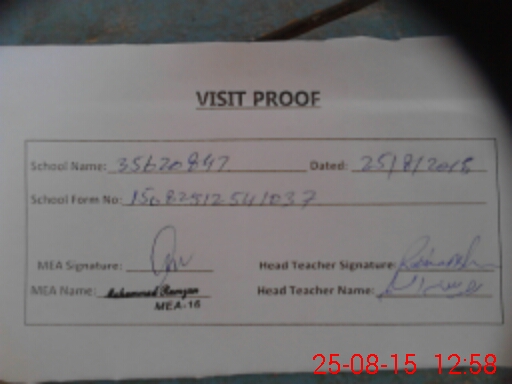 VISIT PROOF
School Name: 35620847 Dated: 25/8/2015
School Form No: 15082512541037
MEA Signature: Head Teacher Signature:
MEA Name: Muhammad Ramzan Head Teacher Name:
MEA:16
25-08-15 12:58